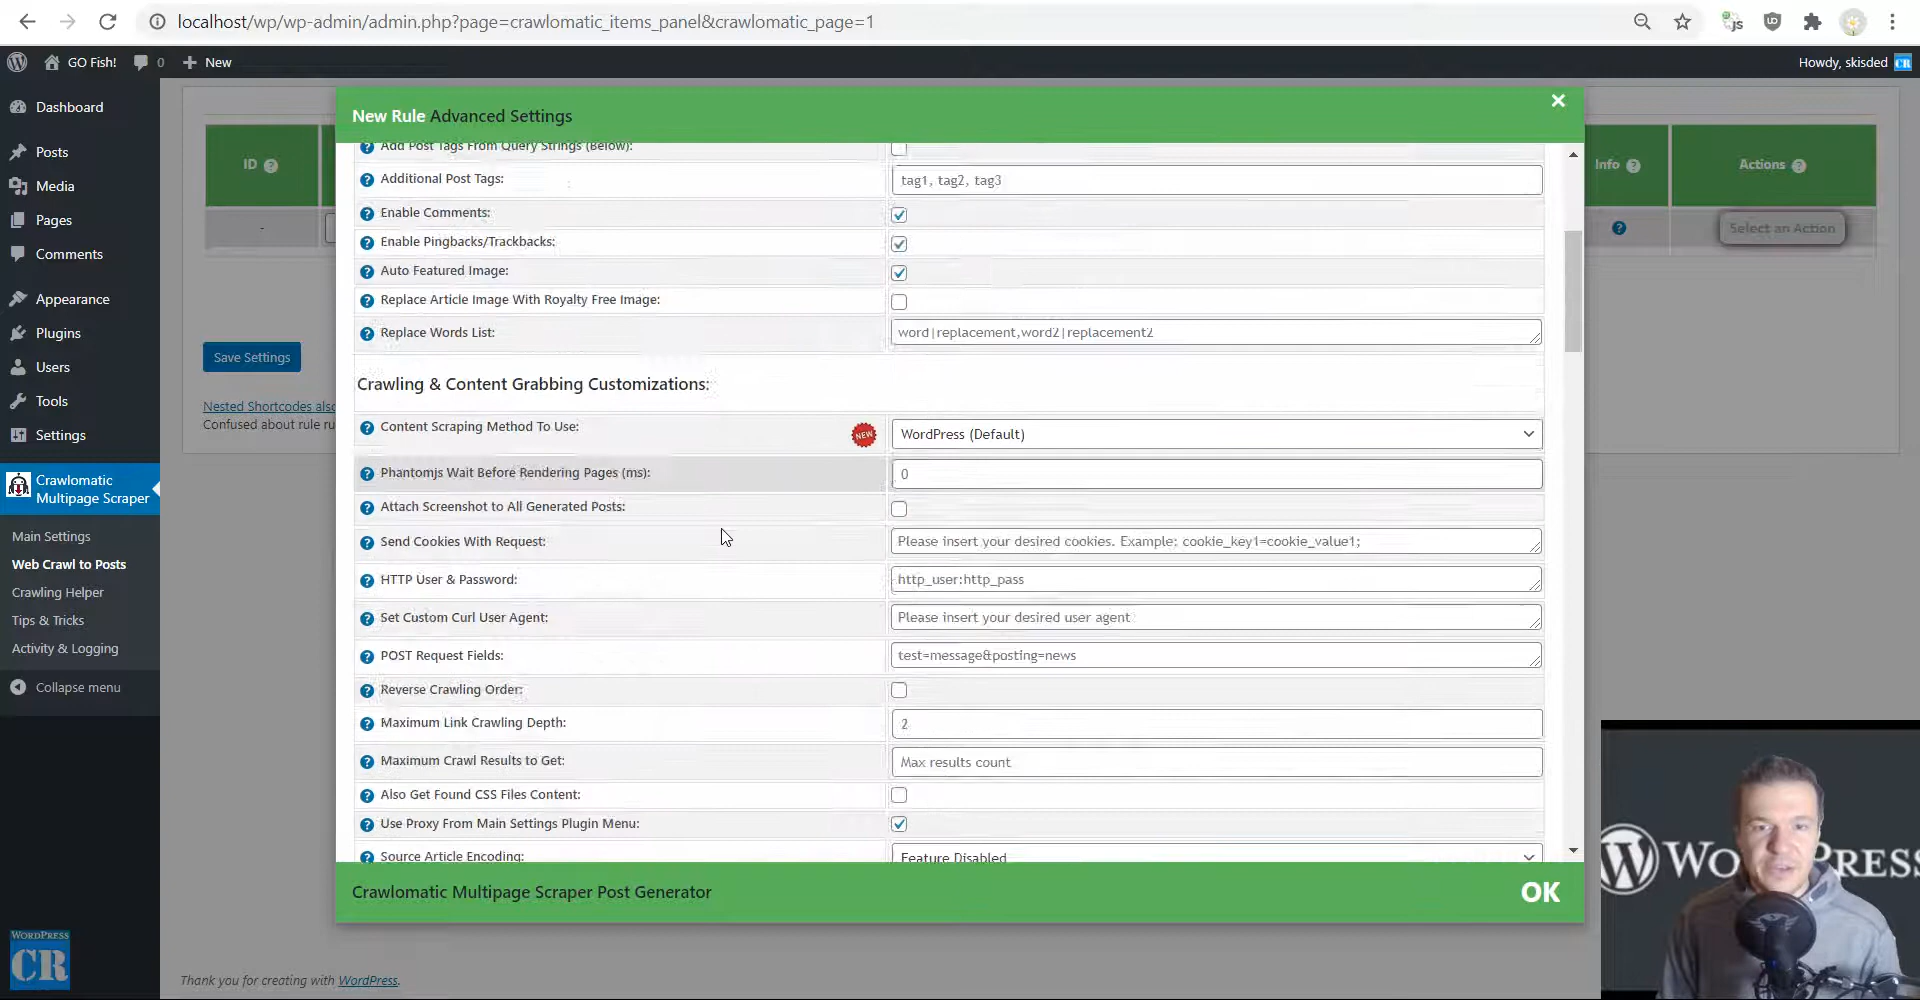 localhost/wp/wp-admin/admin.php?page=crawlomatic_items_panel&crawlomatic_page=1
GO Fish!
0
New
Howdy, skisded
CR
Dashboard
Posts
Media
Pages
Comments
Appearance
Plugins
Users
Tools
Settings
Crawlomatic
Multipage Scraper
Main Settings
Web Crawl to Posts
Crawling Helper
Tips & Tricks
Activity & Logging
Collapse menu
WORDPRESS
CR
ID
-
Save Settings
Nested Shortcodes also
Confused about rule ru
Info
Actions
Select an Action
New Rule Advanced Settings
Add Post Tags From Query Strings (Below):
Additional Post Tags: tag1, tag2, tag3
Enable Comments:
Enable Pingbacks/Trackbacks:
Auto Featured Image:
Replace Article Image With Royalty Free Image:
Replace Words List: word|replacement,word2|replacement2
Crawling & Content Grabbing Customizations:
Content Scraping Method To Use: NEW WordPress (Default)
Phantomjs Wait Before Rendering Pages (ms): 0
Attach Screenshot to All Generated Posts:
Send Cookies With Request: Please insert your desired cookies. Example: cookie_key1=cookie_value1;
HTTP User & Password: http_user:http_pass
Set Custom Curl User Agent: Please insert your desired user agent
POST Request Fields: test=message&posting=news
Reverse Crawling Order:
Maximum Link Crawling Depth: 2
Maximum Crawl Results to Get: Max results count
Also Get Found CSS Files Content:
Use Proxy From Main Settings Plugin Menu:
Source Article Encoding: Feature Disabled
Crawlomatic Multipage Scraper Post Generator
OK
Thank you for creating with WordPress.